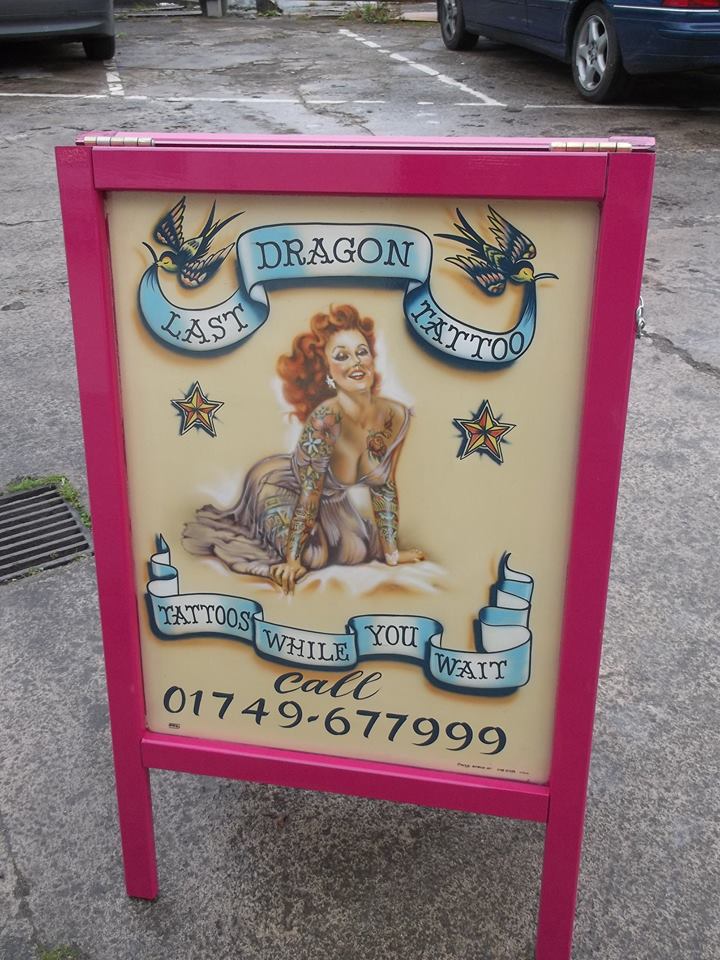 LAST DRAGON TATTOO
TATTOOS WHILE YOU WAIT
call
01749-677999